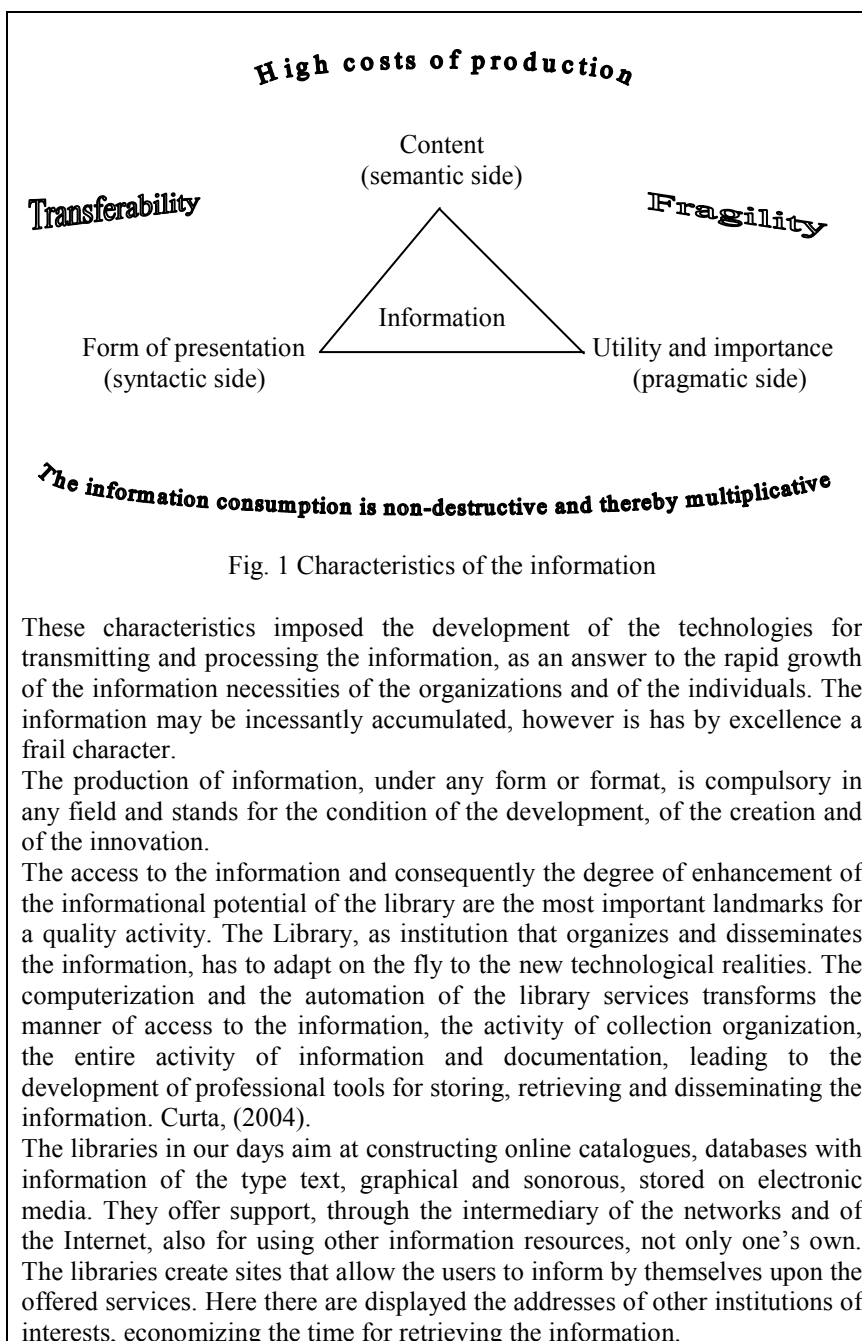 High costs of production
Content
(semantic side)
Transferability
Fragility
Information
Form of presentation
(syntactic side)
Utility and importance
(pragmatic side)
The information consumption is non-destructive and thereby multiplicative
Fig. 1 Characteristics of the information
These characteristics imposed the development of the technologies for
transmitting and processing the information, as an answer to the rapid growth
of the information necessities of the organizations and of the individuals. The
information may be incessantly accumulated, however is has by excellence a
frail character.
The production of information, under any form or format, is compulsory in
any field and stands for the condition of the development, of the creation and
of the innovation.
The access to the information and consequently the degree of enhancement of
the informational potential of the library are the most important landmarks for
a quality activity. The Library, as institution that organizes and disseminates
the information, has to adapt on the fly to the new technological realities. The
computerization and the automation of the library services transforms the
manner of access to the information, the activity of collection organization,
the entire activity of information and documentation, leading to the
development of professional tools for storing, retrieving and disseminating the
information. Curta, (2004).
The libraries in our days aim at constructing online catalogues, databases with
information of the type text, graphical and sonorous, stored on electronic
media. They offer support, through the intermediary of the networks and of
the Internet, also for using other information resources, not only one's own.
The libraries create sites that allow the users to inform by themselves upon the
offered services. Here there are displayed the addresses of other institutions of
interests, economizing the time for retrieving the information.